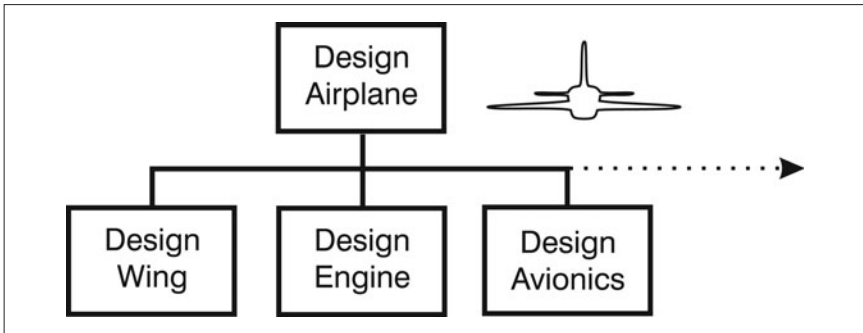 Design
Airplane
Design
Wing
Design
Engine
Design
Avionics